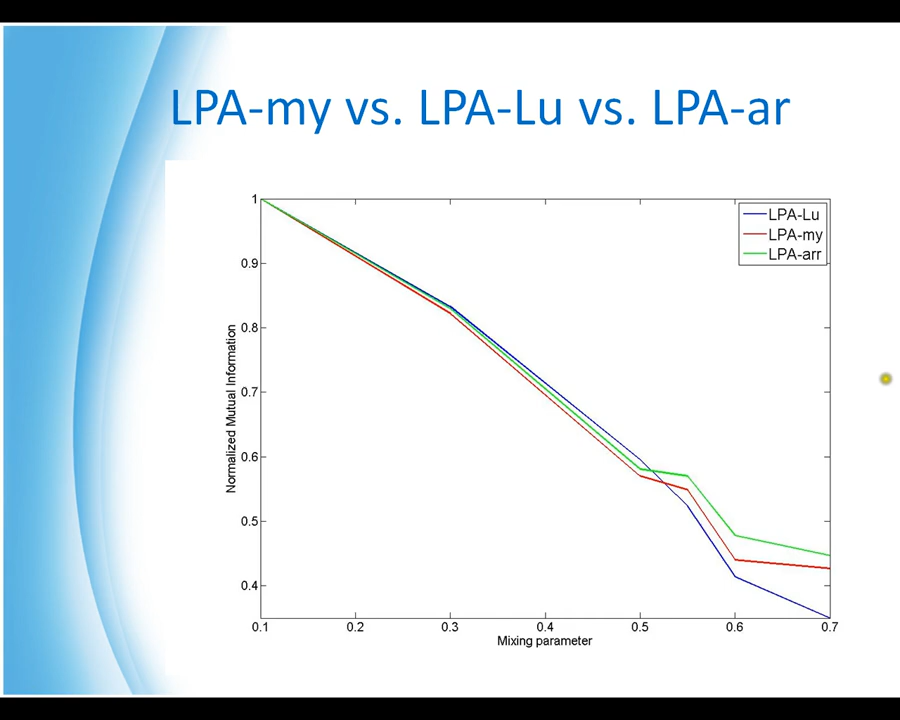 LPA-my vs. LPA-Lu vs. LPA-ar
LPA-Lu
LPA-my
LPA-arr
1
0.9
0.8
0.7
0.6
0.5
0.4
Normalized Mutual Information
0.1 0.2 0.3 0.4 0.5 0.6 0.7
Mixing parameter